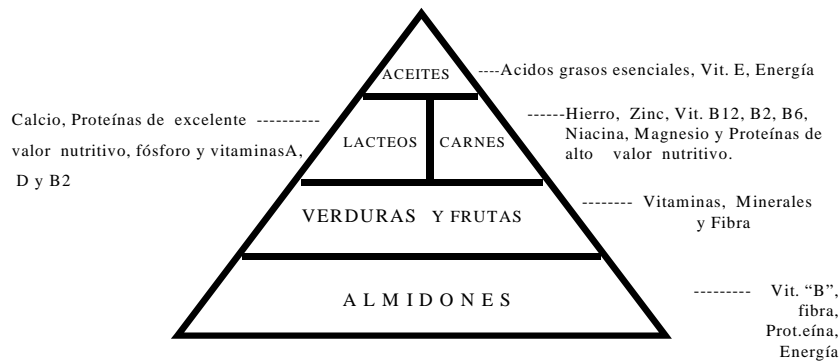 ACEITES
----Acidos grasos esenciales, Vit. E, Energía
Calcio, Proteínas de excelente ----------
valor nutritivo, fósforo y vitaminasA,
D y B2
LACTEOS
CARNES
------Hierro, Zinc, Vit. B12, B2, B6,
Niacina, Magnesio y Proteínas de
alto valor nutritivo.
VERDURAS Y FRUTAS
-------- Vitaminas, Minerales
y Fibra
ALMIDONES
--------- Vit. “B”,
fibra,
Prot.eína,
Energía